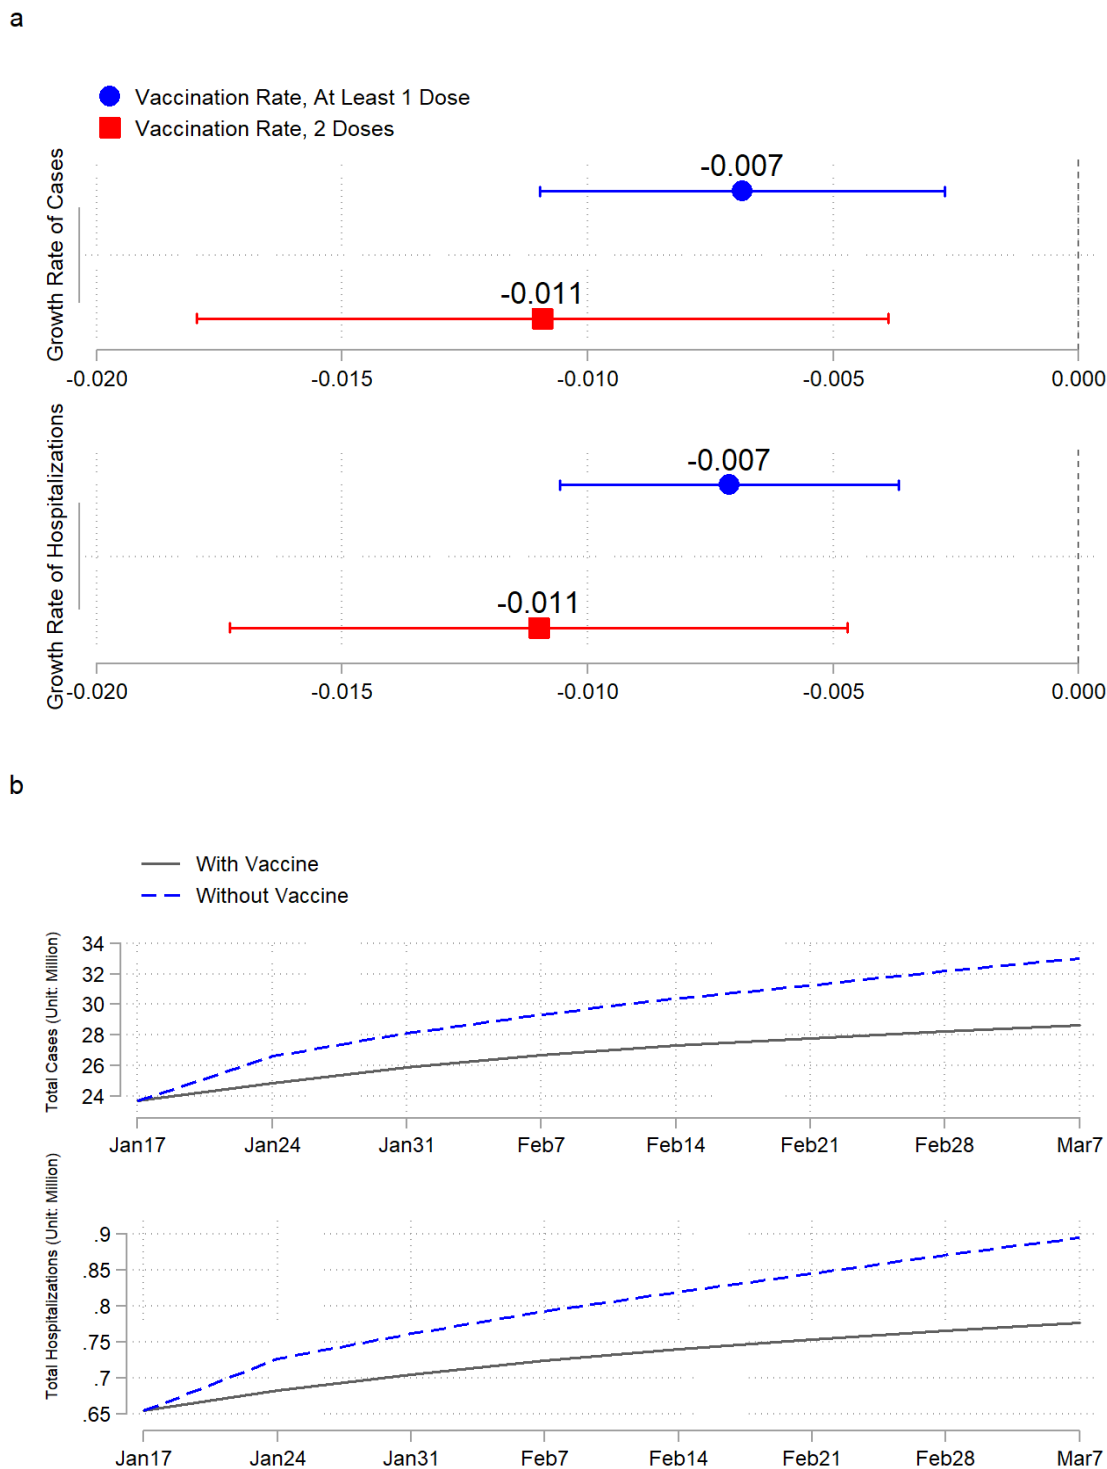 a
Vaccination Rate, At Least 1 Dose
Vaccination Rate, 2 Doses
Growth Rate of Cases
-0.007
-0.011
-0.020 -0.015 -0.010 -0.005 0.000
Growth Rate of Hospitalizations
-0.007
-0.011
-0.020 -0.015 -0.010 -0.005 0.000
b
With Vaccine
Without Vaccine
Total Cases (Unit: Million)
34
32
30
28
26
24
Jan17 Jan24 Jan31 Feb7 Feb14 Feb21 Feb28 Mar7
Total Hospitalizations (Unit: Million)
.9
.85
.8
.75
.7
.65
Jan17 Jan24 Jan31 Feb7 Feb14 Feb21 Feb28 Mar7